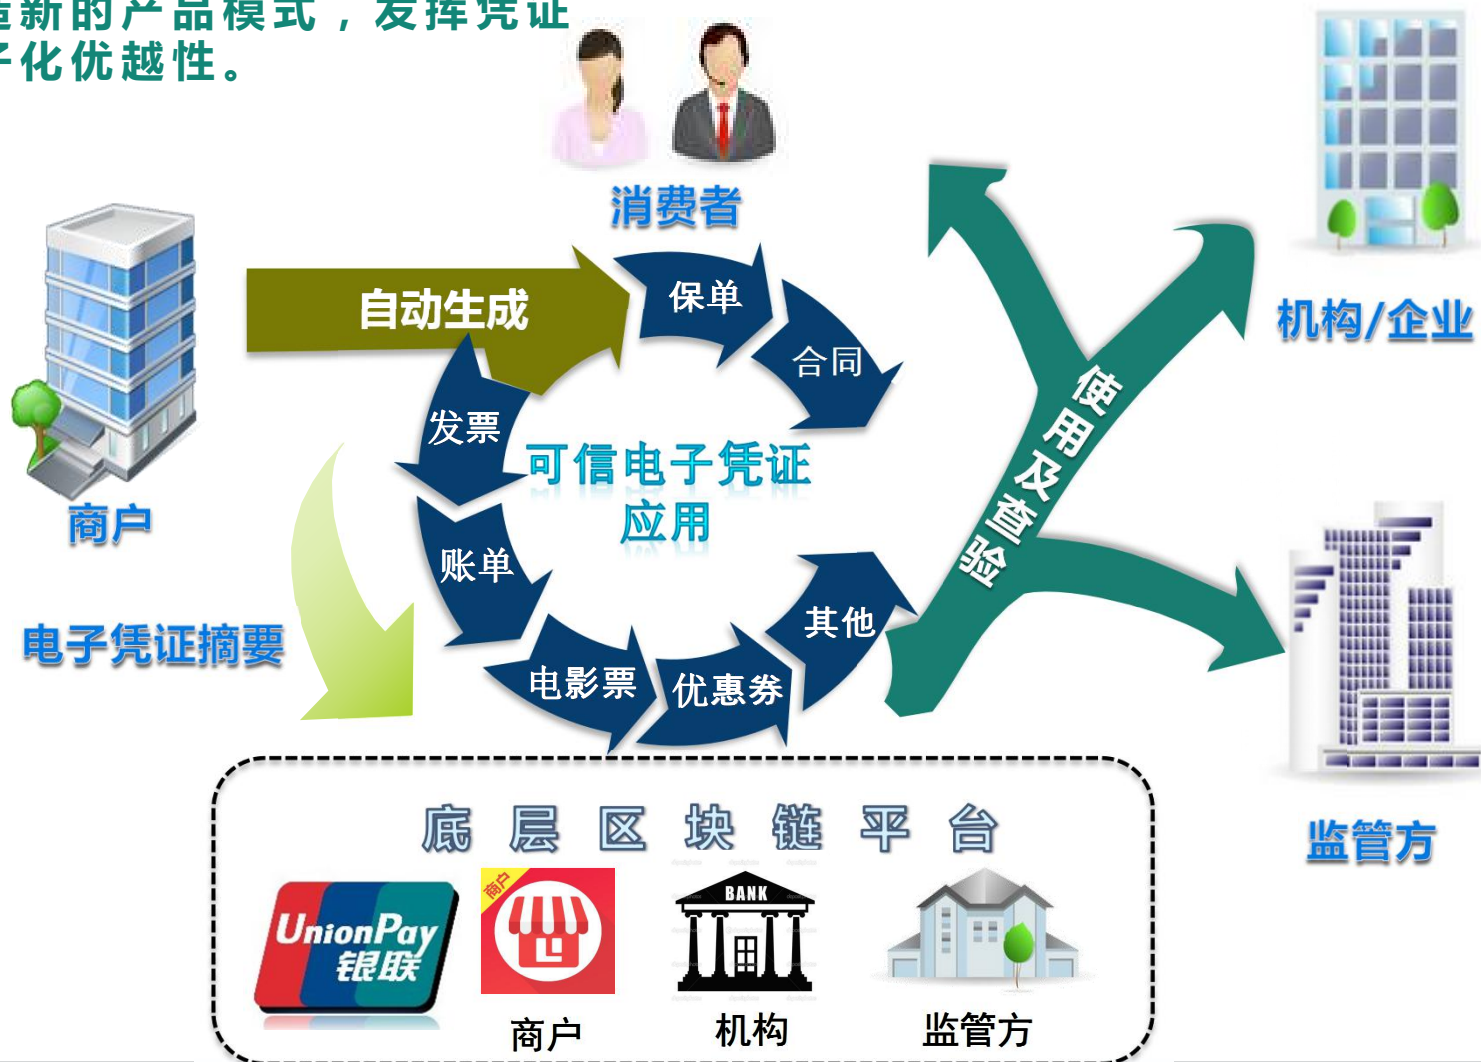 新的产品模式，发挥凭证
子化优越性。
消费者
自动生成
保单
合同
发票
账单
电影票
优惠券
其他
可信电子凭证
应用
使用及查验
机构/企业
商户
电子凭证摘要
监管方
底层区块链平台
UnionPay
银联
商户
商户
BANK
机构
监管方